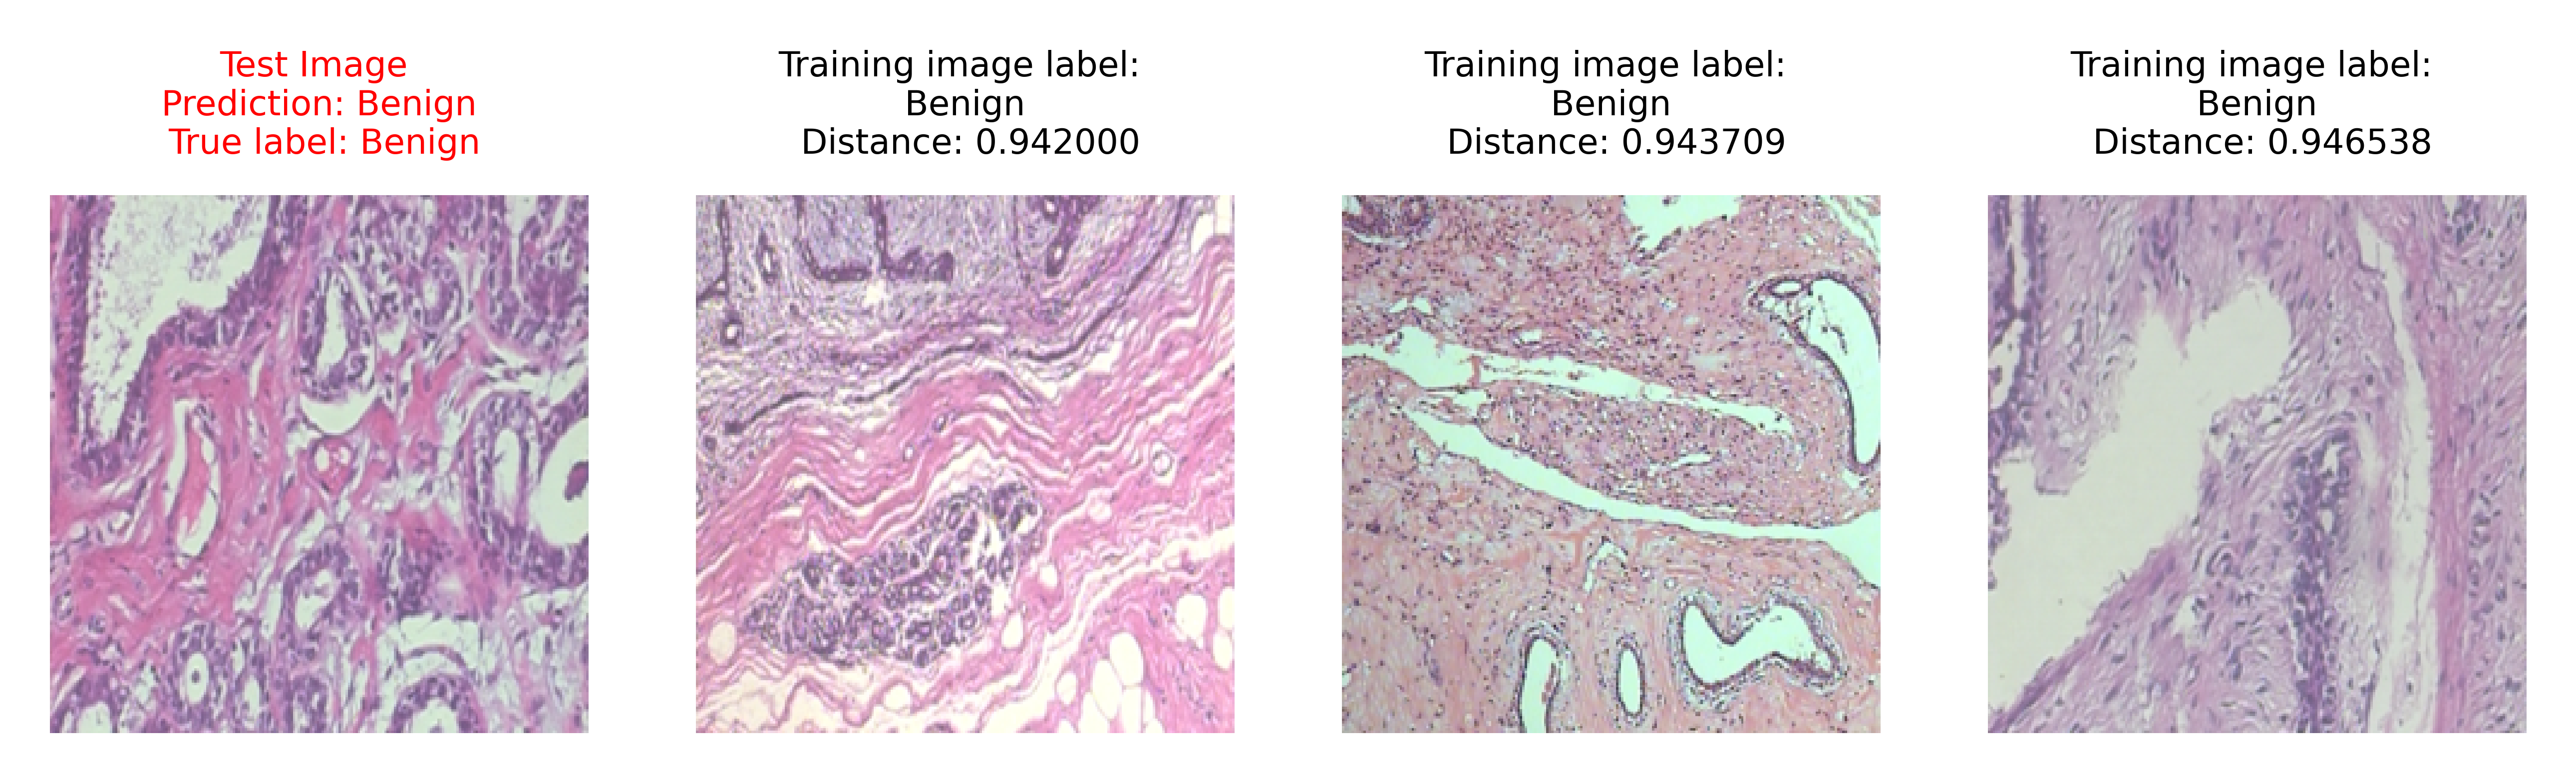 Test Image
Prediction: Benign
True label: Benign
Training image label:
Benign
Distance: 0.942000
Training image label:
Benign
Distance: 0.943709
Training image label:
Benign
Distance: 0.946538